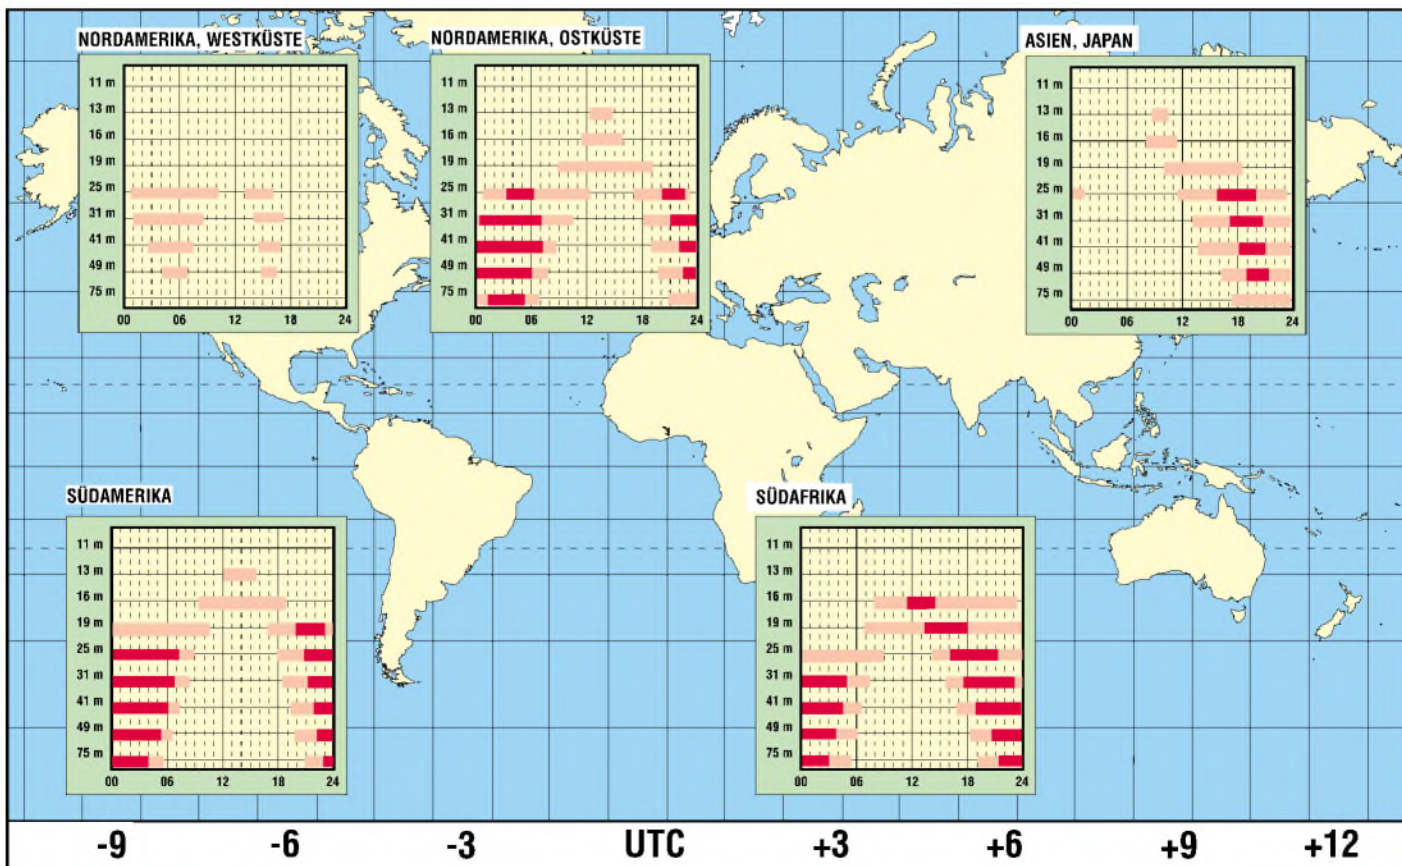 NORDAMERIKA, WESTKÜSTE
11 m
13 m
16 m
19 m
25 m
31 m
41 m
49 m
75 m
00 06 12 18 24
NORDAMERIKA, OSTKÜSTE
11 m
13 m
16 m
19 m
25 m
31 m
41 m
49 m
75 m
00 06 12 18 24
ASIEN, JAPAN
11 m
13 m
16 m
19 m
25 m
31 m
41 m
49 m
75 m
00 06 12 18 24
SÜDAMERIKA
11 m
13 m
16 m
19 m
25 m
31 m
41 m
49 m
75 m
00 06 12 18 24
SÜDAFRIKA
11 m
13 m
16 m
19 m
25 m
31 m
41 m
49 m
75 m
00 06 12 18 24
-9 -6 -3 UTC +3 +6 +9 +12